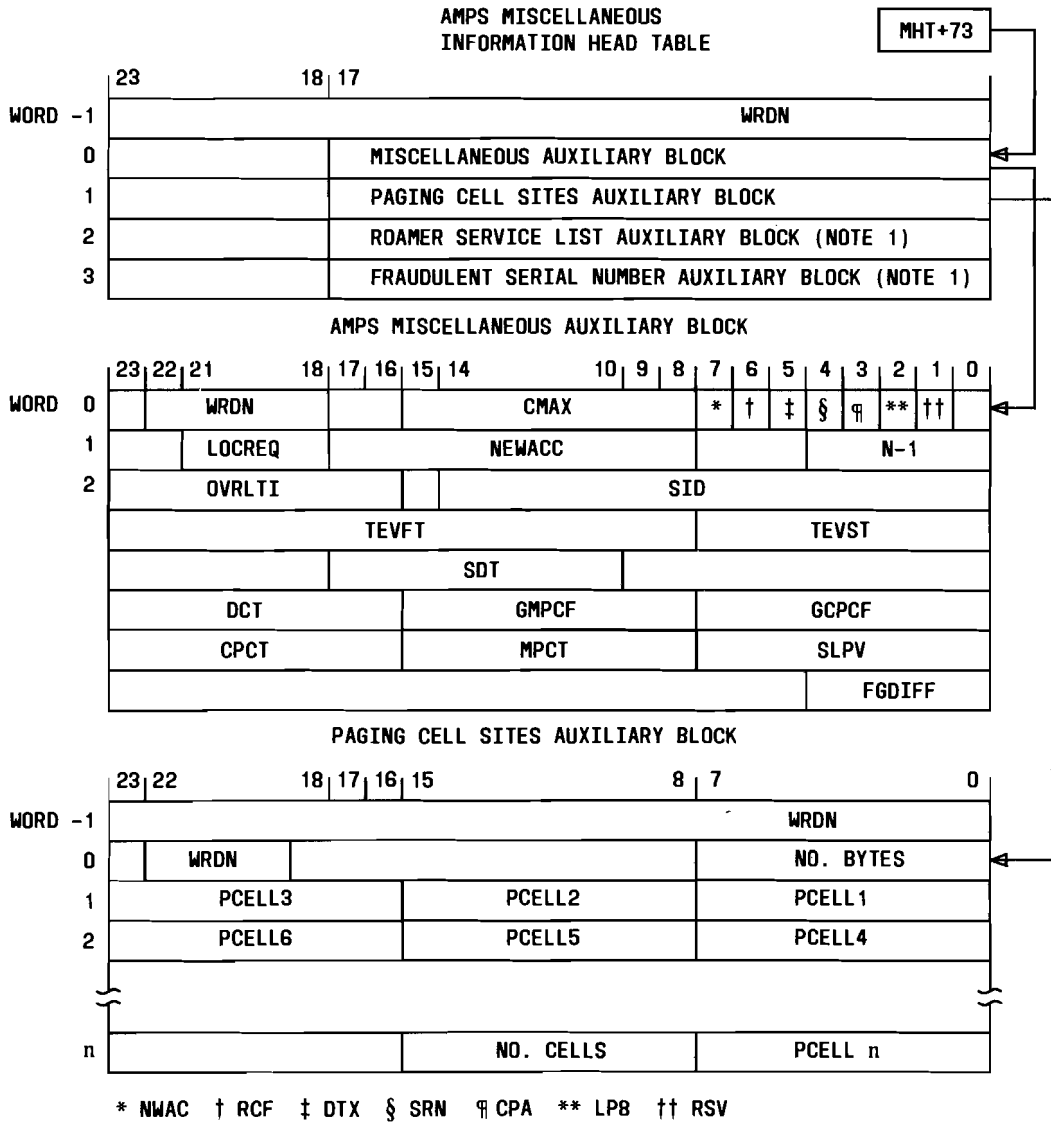 AMPS MISCELLANEOUS
INFORMATION HEAD TABLE
MHT+73
23 18 17
WORD -1 WRDN
0 MISCELLANEOUS AUXILIARY BLOCK
1 PAGING CELL SITES AUXILIARY BLOCK
2 ROAMER SERVICE LIST AUXILIARY BLOCK (NOTE 1)
3 FRAUDULENT SERIAL NUMBER AUXILIARY BLOCK (NOTE 1)
AMPS MISCELLANEOUS AUXILIARY BLOCK
23 22 21 18 17 16 15 14 10 9 8 7 6 5 4 3 2 1 0
WORD 0 WRDN CMAX * † ‡ § ¶ ** ††
1 LOCREQ NEWACC N-1
2 OVRLTI SID
TEVFT TEVST
SDT
DCT GMPCF GCPCF
CPCT MPCT SLPV
FGDIFF
PAGING CELL SITES AUXILIARY BLOCK
23 22 18 17 16 15 8 7 0
WORD -1 WRDN
0 WRDN NO. BYTES
1 PCELL3 PCELL2 PCELL1
2 PCELL6 PCELL5 PCELL4
n NO. CELLS PCELL n
* NWAC † RCF ‡ DTX § SRN ¶ CPA ** LP8 †† RSV